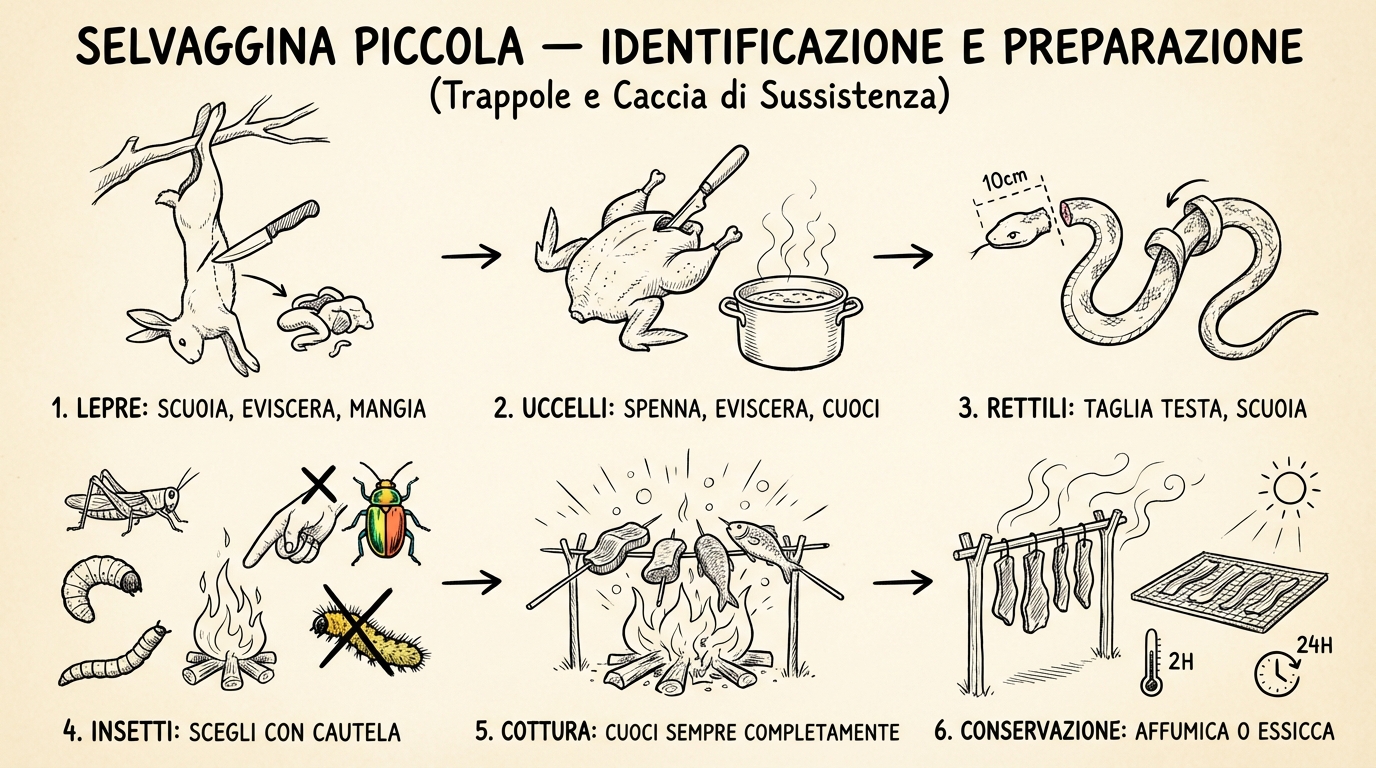 SELVAGGINA PICCOLA — IDENTIFICAZIONE E PREPARAZIONE
(Trappole e Caccia di Sussistenza)
10cm
1. LEPRE: SCUOIA, EVISCERA, MANGIA
2. UCCELLI: SPENNA, EVISCERA, CUOCI
3. RETTILI: TAGLIA TESTA, SCUOIA
2H
24H
4. INSETTI: SCEGLI CON CAUTELA
5. COTTURA: CUOCI SEMPRE COMPLETAMENTE
6. CONSERVAZIONE: AFFUMICA O ESSICCA